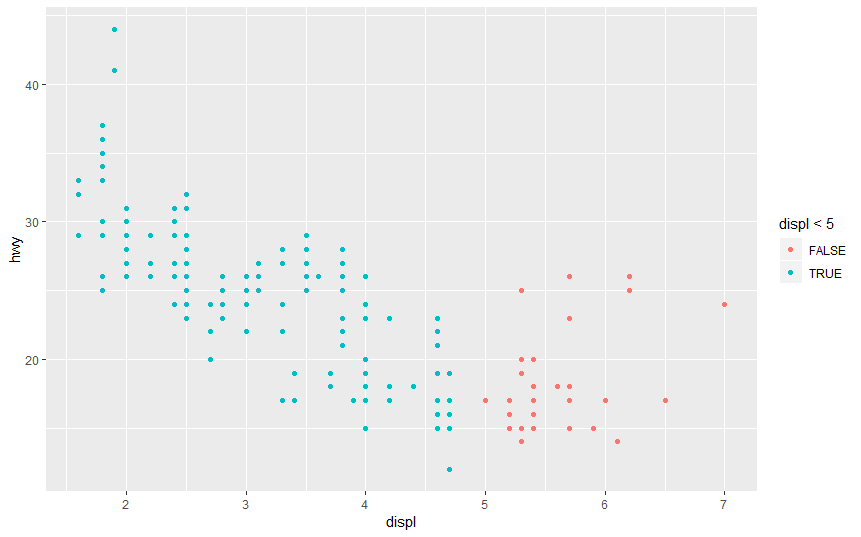 hwy
40
30
20
2 3 4 5 6 7
displ
displ < 5
FALSE
TRUE